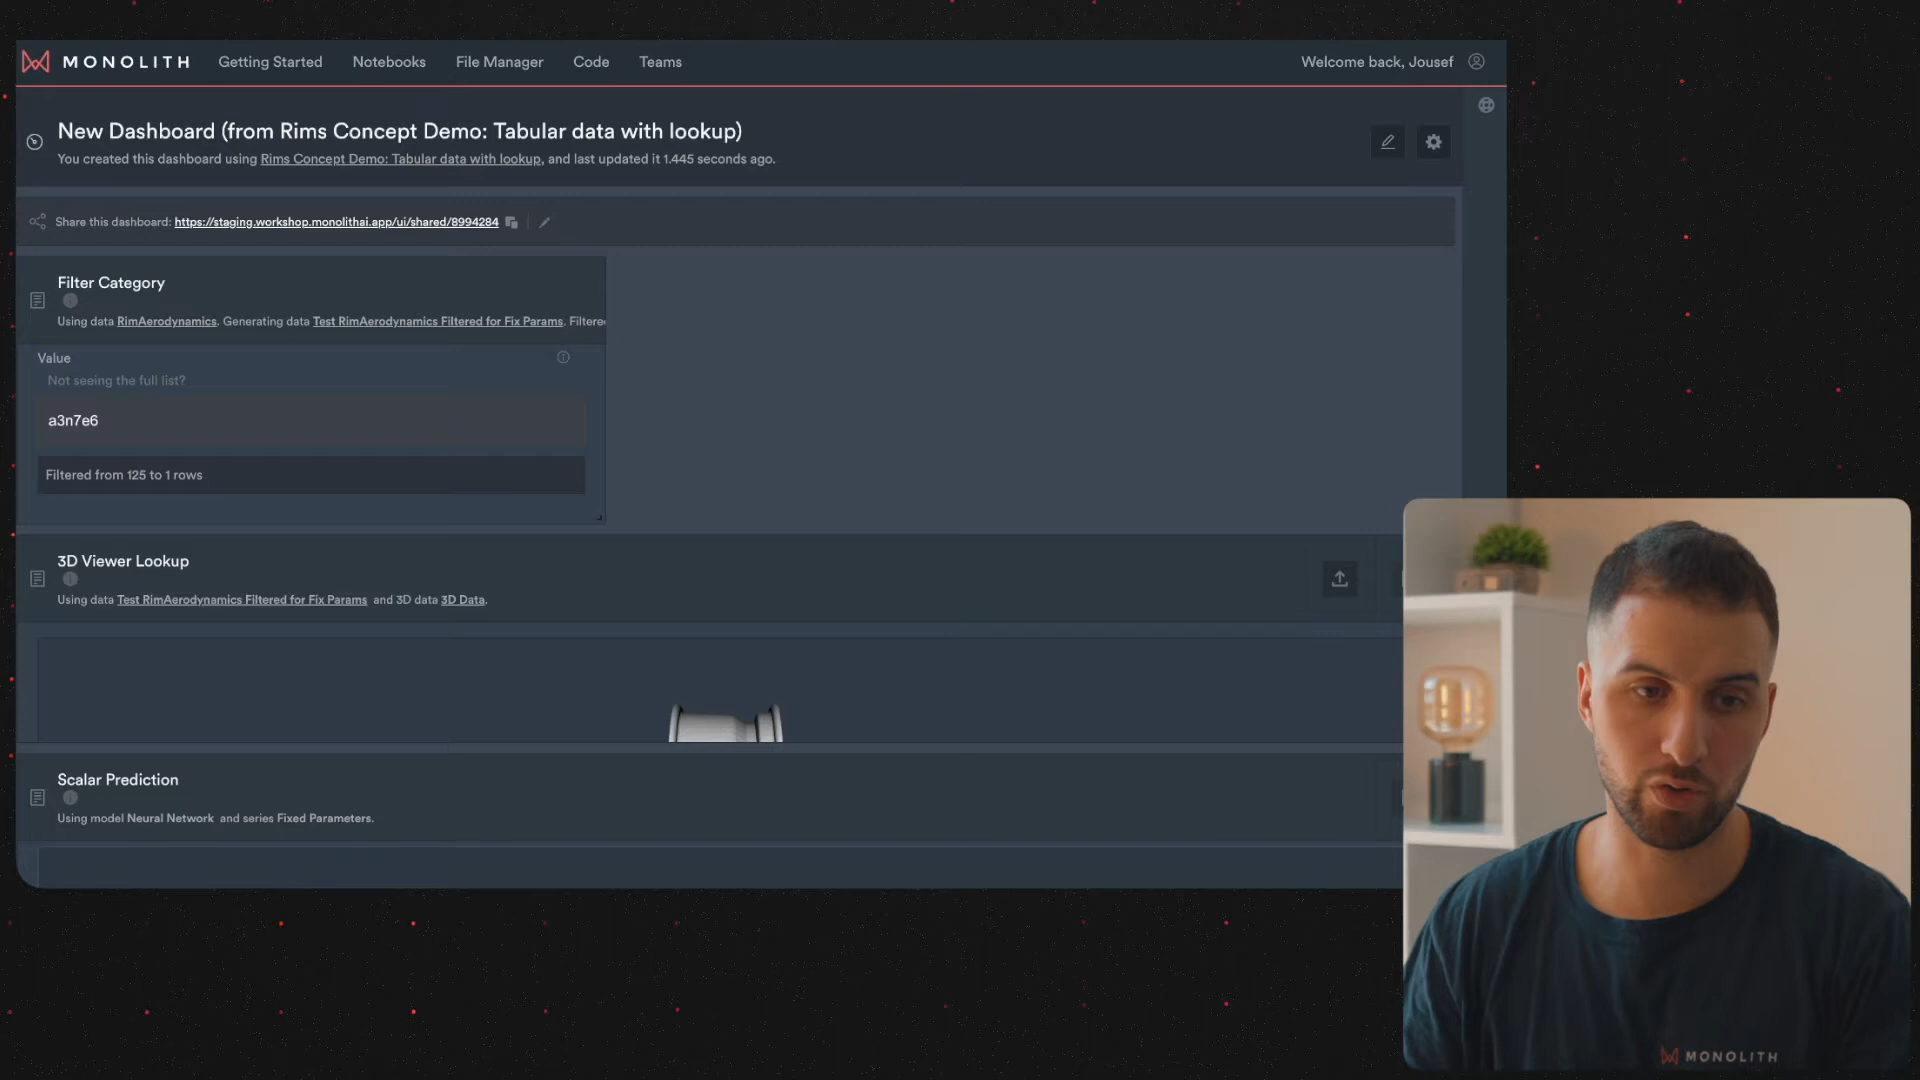 MONOLITH
Getting Started
Notebooks
File Manager
Code
Teams
Welcome back, Jousef
New Dashboard (from Rims Concept Demo: Tabular data with lookup)
You created this dashboard using Rims Concept Demo: Tabular data with lookup, and last updated it 1.445 seconds ago.
Share this dashboard: https://staging.workshop.monolithai.app/ui/shared/8994284
Filter Category
Using data RimAerodynamics. Generating data Test RimAerodynamics Filtered for Fix Params. Filtere
Value
Not seeing the full list?
a3n7e6
Filtered from 125 to 1 rows
3D Viewer Lookup
Using data Test RimAerodynamics Filtered for Fix Params and 3D data 3D Data.
Scalar Prediction
Using model Neural Network and series Fixed Parameters.
MONOLITH